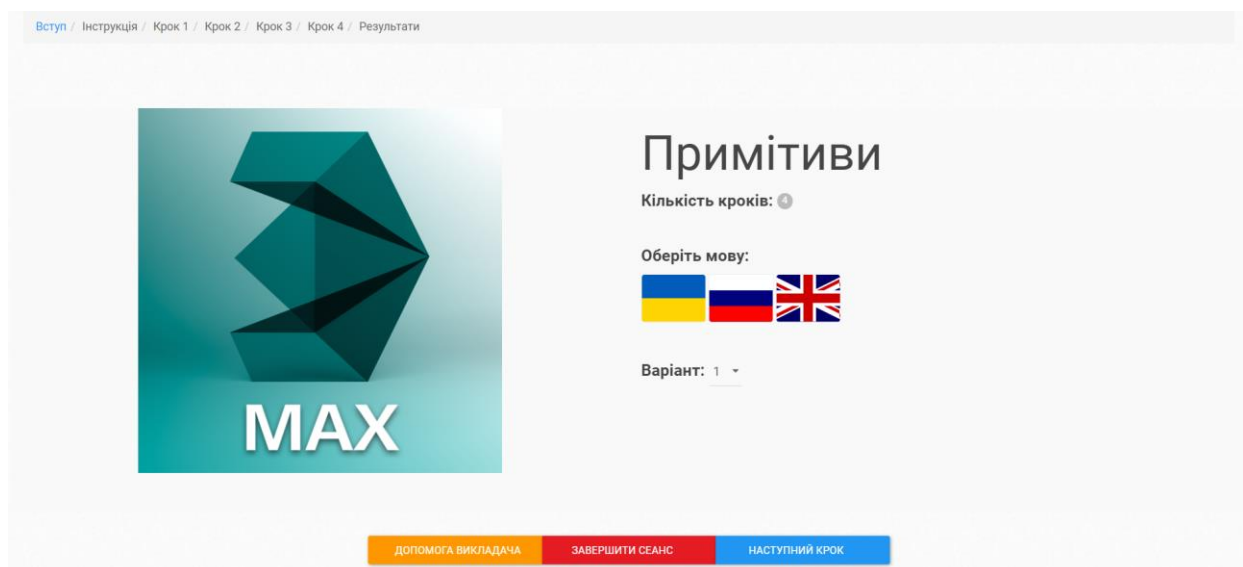 Вступ / Інструкція / Крок 1 / Крок 2 / Крок 3 / Крок 4 / Результати
Примітиви
Кількість кроків: 4
Оберіть мову:
Варіант: 1
MAX
ДОПОМОГА ВИКЛАДАЧА ЗАВЕРШИТИ СЕАНС НАСТУПНИЙ КРОК